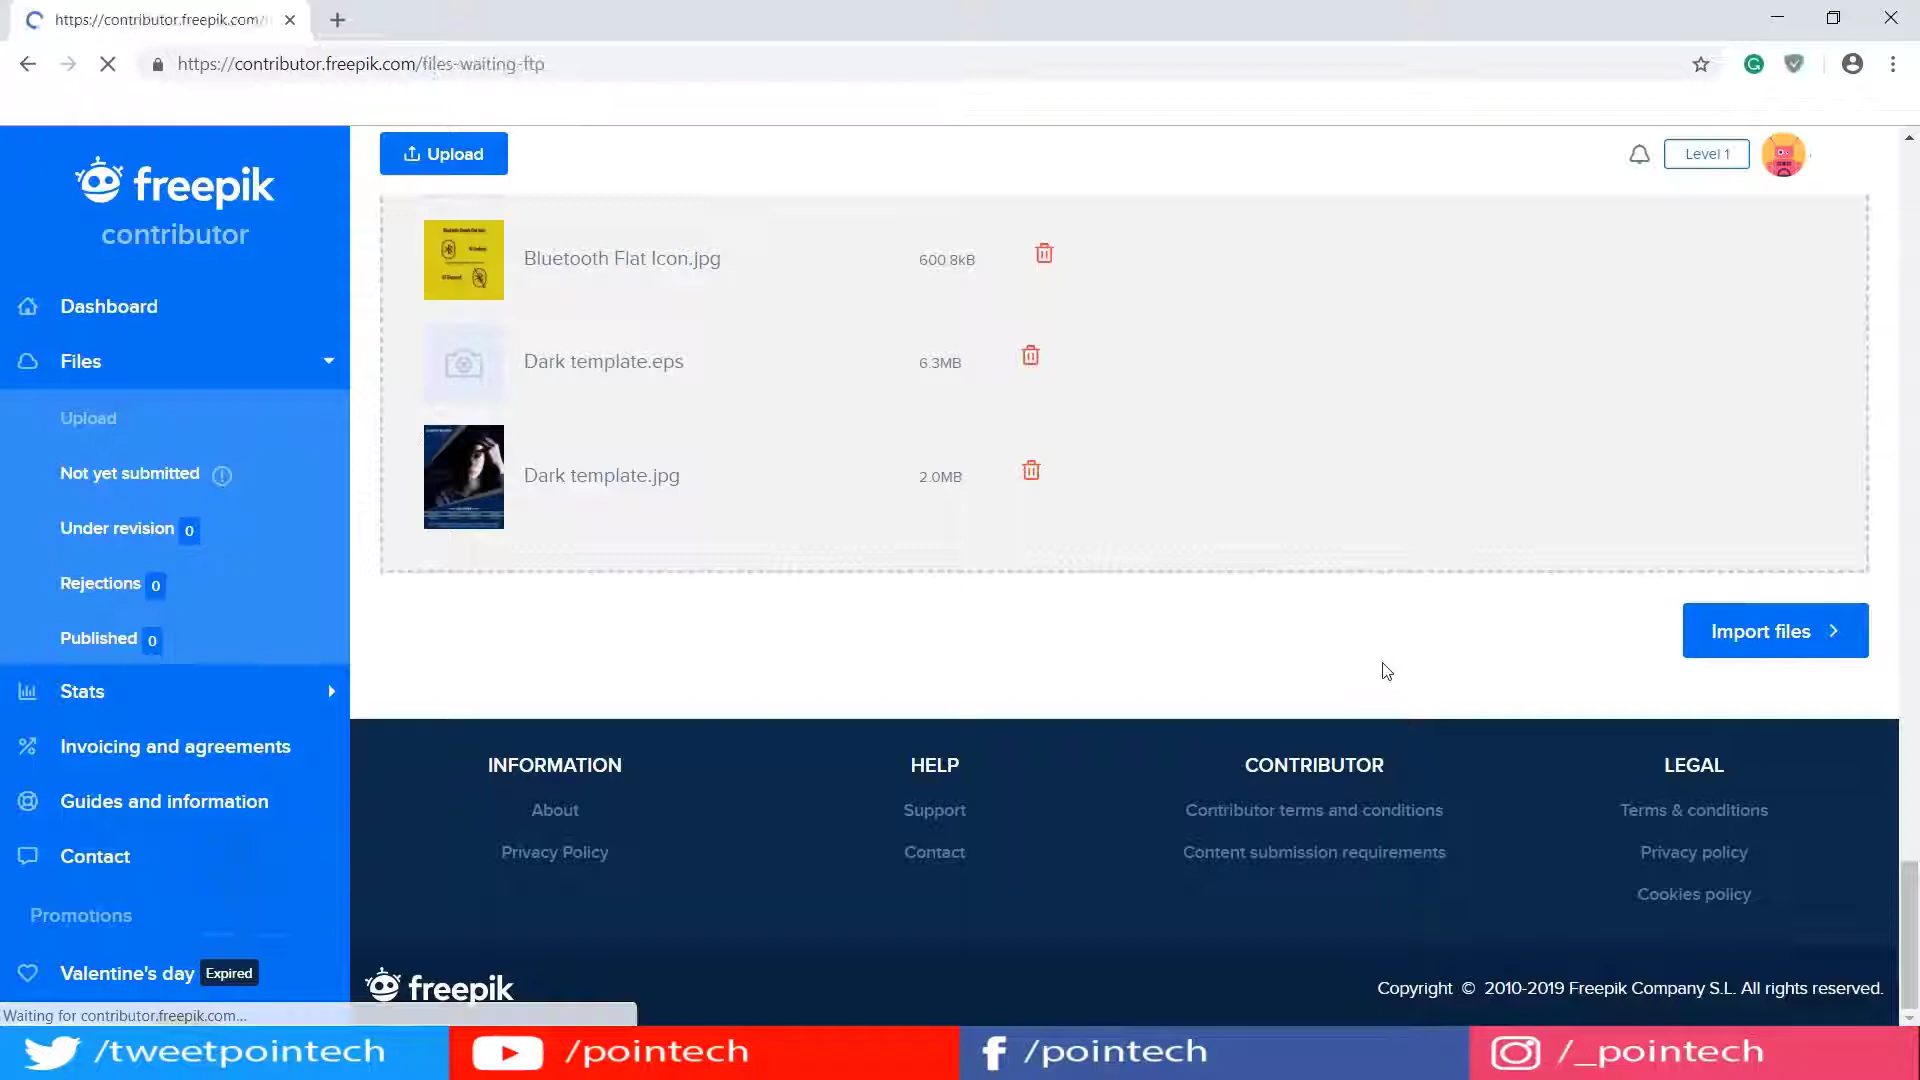 https://contributor.freepik.com/
https://contributor.freepik.com/files-waiting-ftp
freepik
contributor
Upload
Level 1
Dashboard
Files
Upload
Not yet submitted
Under revision 0
Rejections 0
Published 0
Stats
Invoicing and agreements
Guides and information
Contact
Promotions
Valentine's day Expired
Bluetooth Flat Icon.jpg 600.8kB
Dark template.eps 6.3MB
Dark template.jpg 2.0MB
Import files
INFORMATION
About
Privacy Policy
HELP
Support
Contact
CONTRIBUTOR
Contributor terms and conditions
Content submission requirements
LEGAL
Terms & conditions
Privacy policy
Cookies policy
freepik
Copyright © 2010-2019 Freepik Company S.L. All rights reserved.
Waiting for contributor.freepik.com...
/tweetpointech
/pointech
/pointech
/_pointech